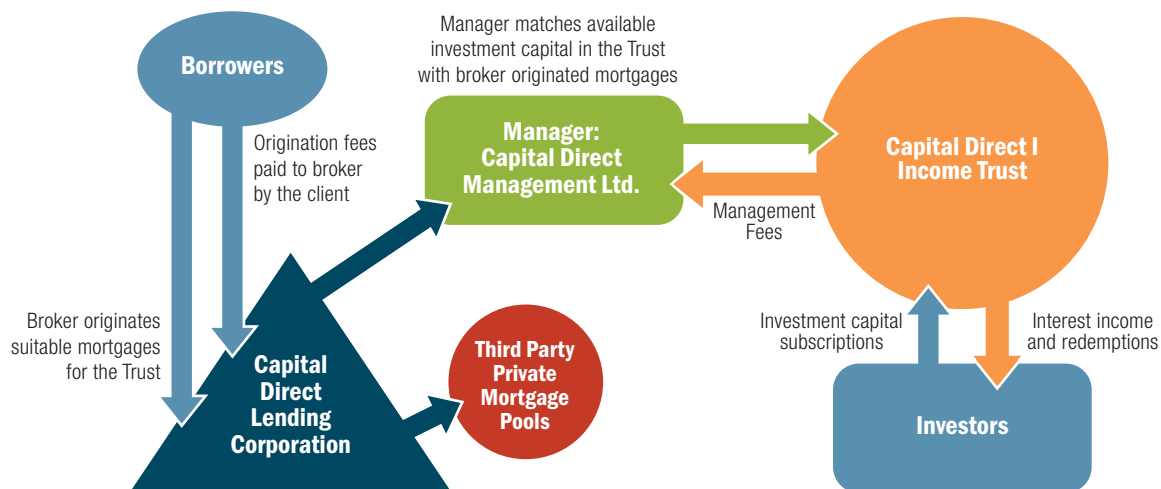 Borrowers
Manager matches available
investment capital in the Trust
with broker originated mortgages
Origination fees
paid to broker
by the client
Manager:
Capital Direct
Management Ltd.
Capital Direct I
Income Trust
Management
Fees
Broker originates
suitable mortgages
for the Trust
Capital
Direct
Lending
Corporation
Third Party
Private
Mortgage
Pools
Investment capital
subscriptions
Interest income
and redemptions
Investors